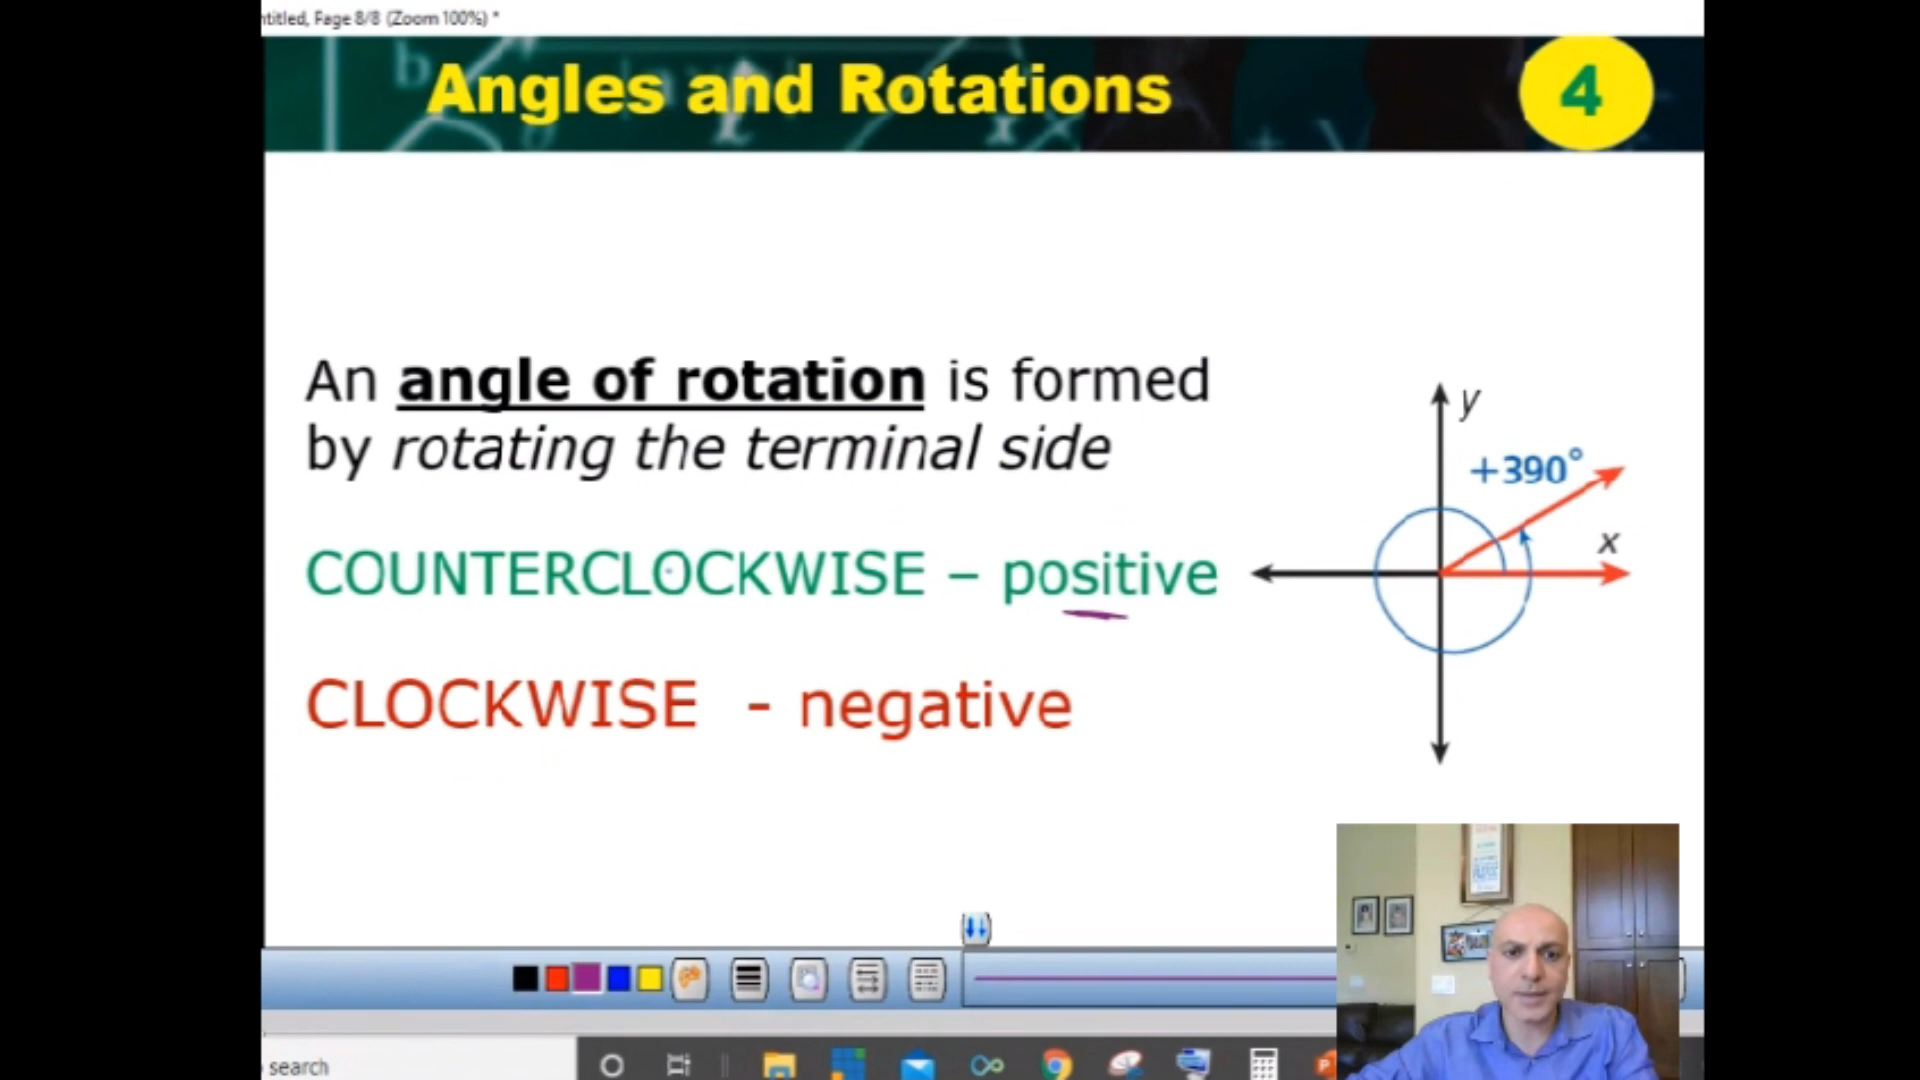 ntitled, Page 8/8 (Zoom 100%) *
Angles and Rotations
4
An angle of rotation is formed
by rotating the terminal side
COUNTERCLOCKWISE – positive
CLOCKWISE - negative
y
+390°
x
search